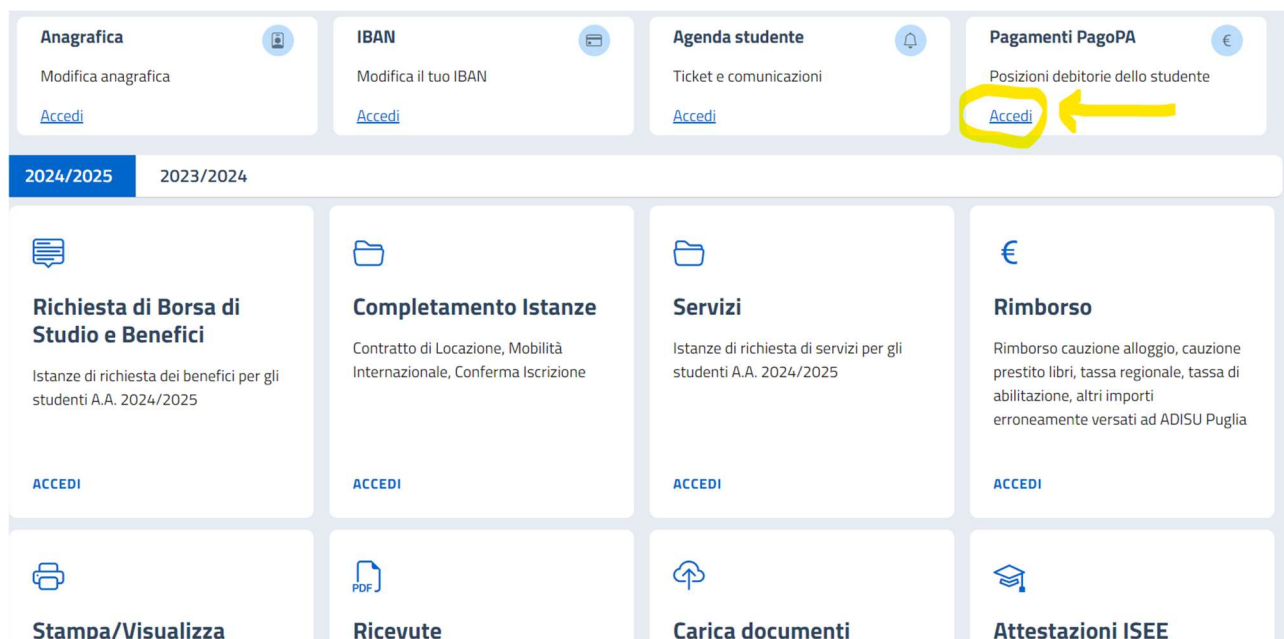 Anagrafica
Modifica anagrafica
Accedi
IBAN
Modifica il tuo IBAN
Accedi
Agenda studente
Ticket e comunicazioni
Accedi
Pagamenti PagoPA
€
Posizioni debitorie dello studente
Accedi
2024/2025
2023/2024
Richiesta di Borsa di
Studio e Benefici
Istanze di richiesta dei benefici per gli
studenti A.A. 2024/2025
ACCEDI
Completamento Istanze
Contratto di Locazione, Mobilità
Internazionale, Conferma Iscrizione
ACCEDI
Servizi
Istanze di richiesta di servizi per gli
studenti A.A. 2024/2025
ACCEDI
€
Rimborso
Rimborso cauzione alloggio, cauzione
prestito libri, tassa regionale, tassa di
abilitazione, altri importi
erroneamente versati ad ADISU Puglia
ACCEDI
Stampa/Visualizza
PDF
Ricevute
Carica documenti
Attestazioni ISEE